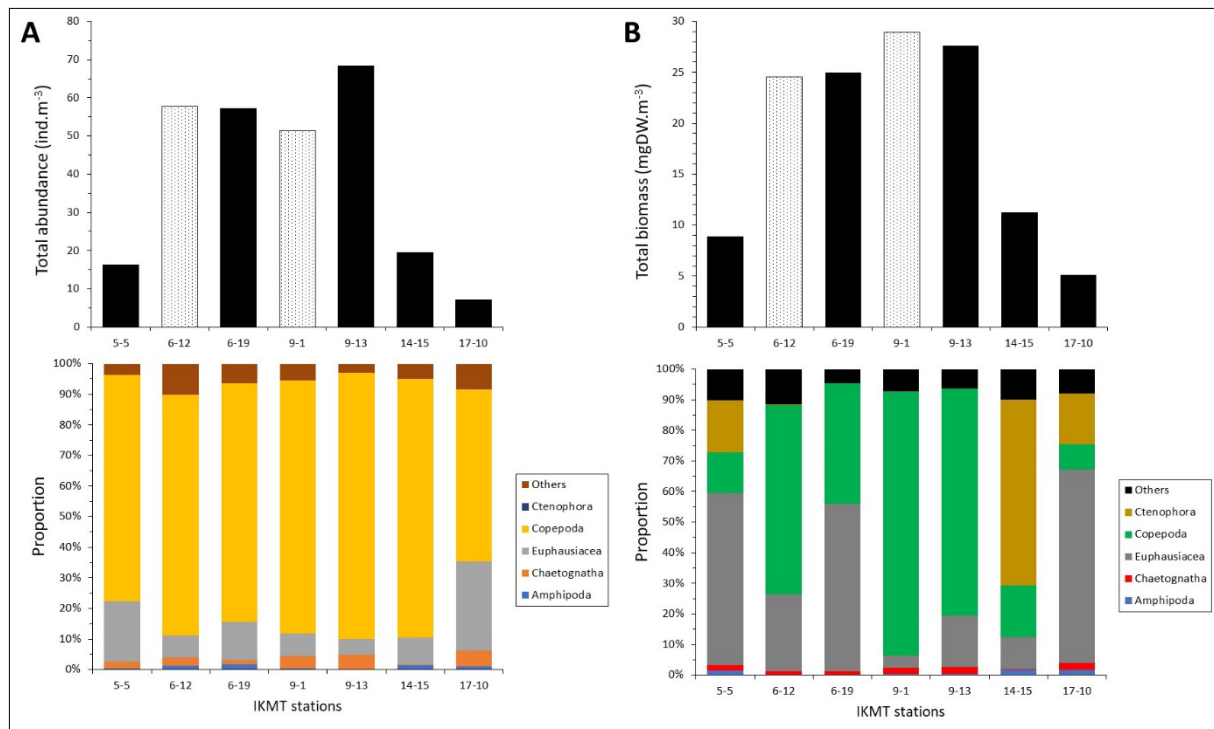 A
Total abundance (ind.m-3)
80
70
60
50
40
30
20
10
0
5-5 6-12 6-19 9-1 9-13 14-15 17-10
Proportion
100%
90%
80%
70%
60%
50%
40%
30%
20%
10%
0%
5-5 6-12 6-19 9-1 9-13 14-15 17-10
IKMT stations
Others
Ctenophora
Copepoda
Euphausiacea
Chaetognatha
Amphipoda
B
Total biomass (mgDW.m-3)
30
25
20
15
10
5
0
5-5 6-12 6-19 9-1 9-13 14-15 17-10
Proportion
100%
90%
80%
70%
60%
50%
40%
30%
20%
10%
0%
5-5 6-12 6-19 9-1 9-13 14-15 17-10
IKMT stations
Others
Ctenophora
Copepoda
Euphausiacea
Chaetognatha
Amphipoda